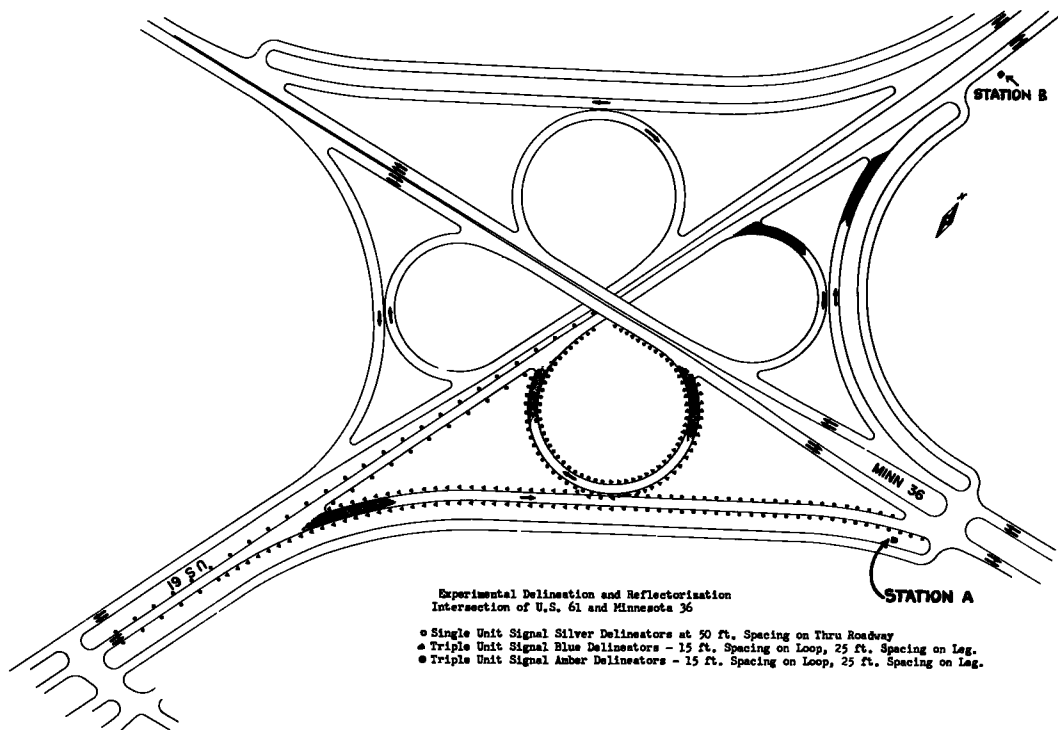 STATION B
MINN 36
US 61
STATION A
Experimental Delineation and Reflectorization
Intersection of U.S. 61 and Minnesota 36
Single Unit Signal Silver Delineators at 50 ft. Spacing on Thru Roadway
Triple Unit Signal Blue Delineators - 15 ft. Spacing on Loop, 25 ft. Spacing on Leg.
Triple Unit Signal Amber Delineators - 15 ft. Spacing on Loop, 25 ft. Spacing on Leg.